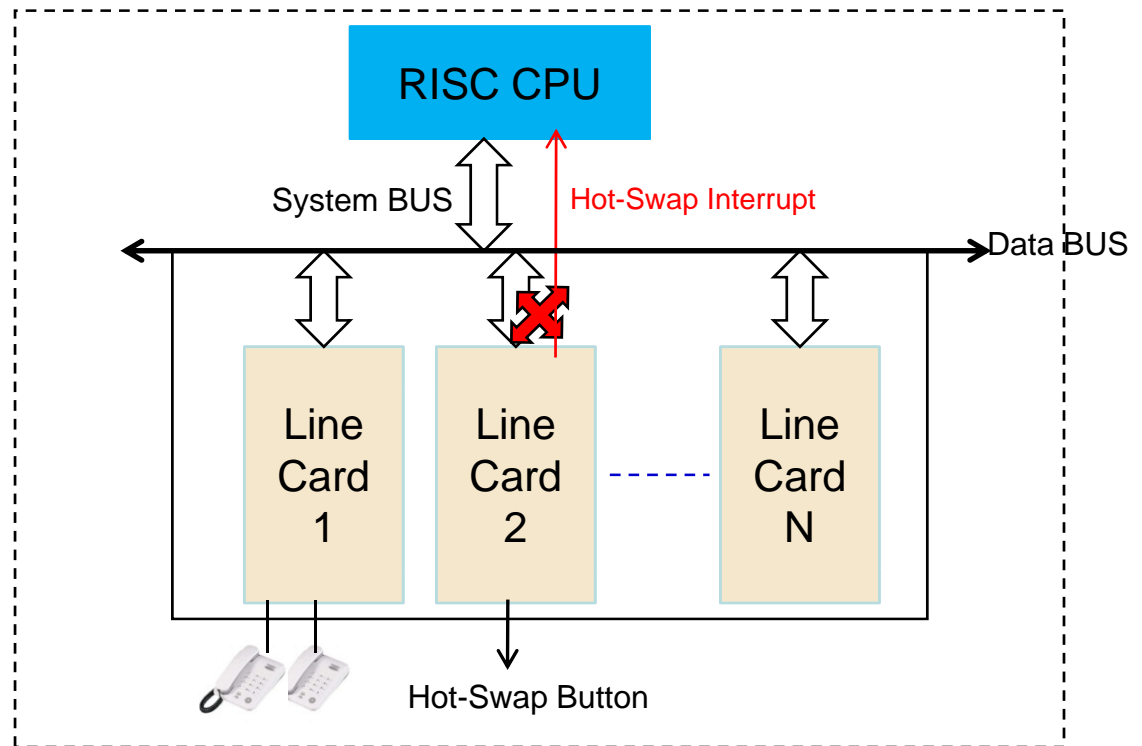 RISC CPU
System BUS
Hot-Swap Interrupt
Data BUS
Line
Card
1
Line
Card
2
Line
Card
N
Hot-Swap Button